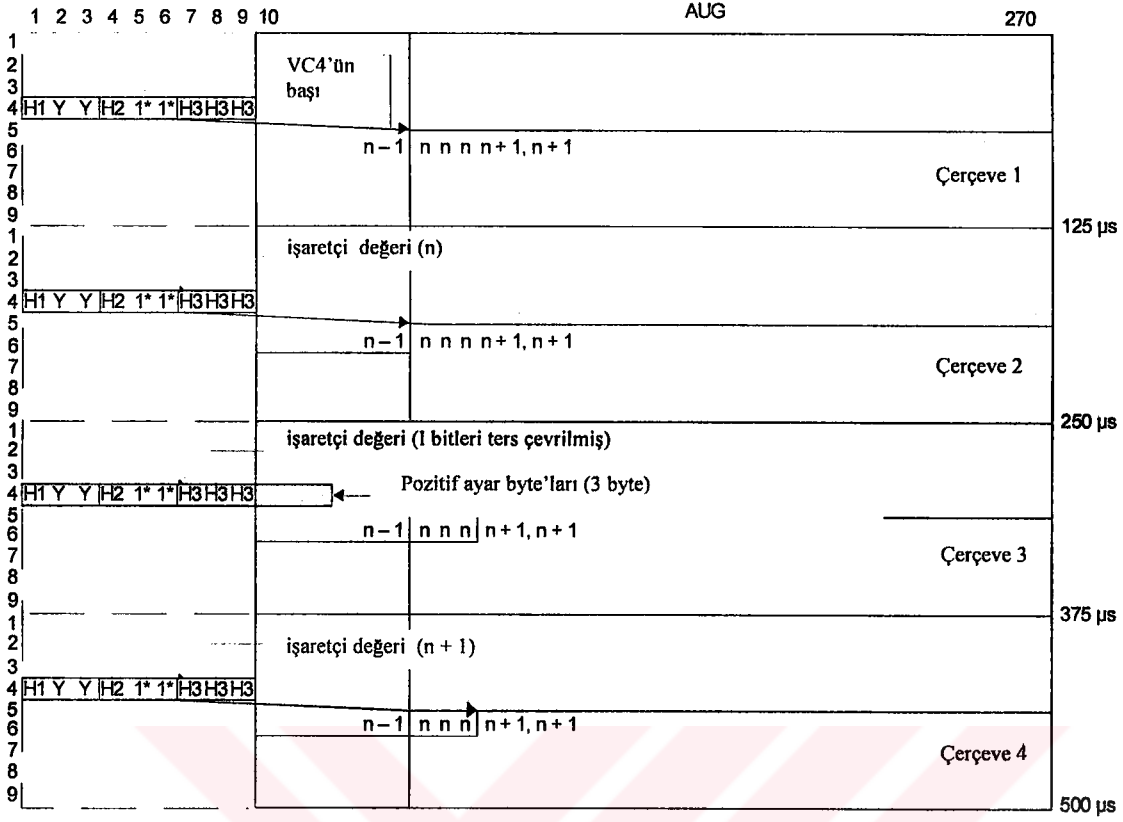 1 2 3 4 5 6 7 8 9 10 AUG 270
1
2
3
4 H1 Y Y H2 1* 1* H3 H3 H3
5
6
7
8
9
VC4'ün
başı
n – 1 n n n n + 1, n + 1
Çerçeve 1
125 µs
1
2
3
4 H1 Y Y H2 1* 1* H3 H3 H3
5
6
7
8
9
işaretçi değeri (n)
n – 1 n n n n + 1, n + 1
Çerçeve 2
250 µs
1
2
3
4 H1 Y Y H2 1* 1* H3 H3 H3
5
6
7
8
9
işaretçi değeri (I bitleri ters çevrilmiş)
Pozitif ayar byte'ları (3 byte)
n – 1 n n n n + 1, n + 1
Çerçeve 3
375 µs
1
2
3
4 H1 Y Y H2 1* 1* H3 H3 H3
5
6
7
8
9
işaretçi değeri (n + 1)
n – 1 n n n n + 1, n + 1
Çerçeve 4
500 µs